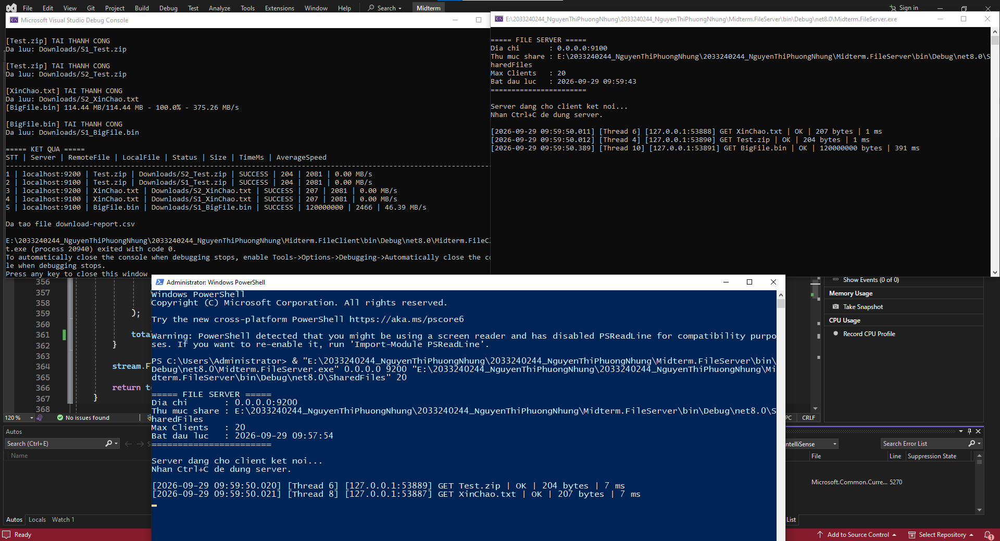 File Edit View Git Project Build Debug Test Analyze Tools Extensions Window Help Search Midterm Sign in
Microsoft Visual Studio Debug Console
[Test.zip] TAI THANH CONG
Da luu: Downloads/S1_Test.zip
[Test.zip] TAI THANH CONG
Da luu: Downloads/S2_Test.zip
[XinChao.txt] TAI THANH CONG
Da luu: Downloads/S2_XinChao.txt
[BigFile.bin] 114.44 MB/114.44 MB - 100.0% - 375.26 MB/s
[BigFile.bin] TAI THANH CONG
Da luu: Downloads/S1_BigFile.bin
===== KET QUA =====
STT | Server | RemoteFile | LocalFile | Status | Size | TimeMs | AverageSpeed
1 | localhost:9200 | Test.zip | Downloads/S2_Test.zip | SUCCESS | 204 | 2081 | 0.00 MB/s
2 | localhost:9100 | Test.zip | Downloads/S1_Test.zip | SUCCESS | 204 | 2081 | 0.00 MB/s
3 | localhost:9200 | XinChao.txt | Downloads/S2_XinChao.txt | SUCCESS | 207 | 2081 | 0.00 MB/s
4 | localhost:9100 | XinChao.txt | Downloads/S1_XinChao.txt | SUCCESS | 207 | 2081 | 0.00 MB/s
5 | localhost:9100 | BigFile.bin | Downloads/S1_BigFile.bin | SUCCESS | 120000000 | 2466 | 46.39 MB/s
Da tao file download-report.csv
E:\2033240244_NguyenThiPhuongNhung\2033240244_NguyenThiPhuongNhung\Midterm.FileClient\bin\Debug\net8.0\Midterm.FileCl
t.exe (process 20940) exited with code 0.
To automatically close the console when debugging stops, enable Tools->Options->Debugging->Automatically close the co
le when debugging stops.
Press any key to close this window
E:\2033240244_NguyenThiPhuongNhung\2033240244_NguyenThiPhuongNhung\Midterm.FileServer\bin\Debug\net8.0\Midterm.FileServer.exe
===== FILE SERVER =====
Dia chi : 0.0.0.0:9100
Thu muc share : E:\2033240244_NguyenThiPhuongNhung\2033240244_NguyenThiPhuongNhung\Midterm.FileServer\bin\Debug\net8.0\S
haredFiles
Max Clients : 20
Bat dau luc : 2026-09-29 09:59:43
=======================
Server dang cho client ket noi...
Nhan Ctrl+C de dung server.
[2026-09-29 09:59:50.011] [Thread 6] [127.0.0.1:53888] GET XinChao.txt | OK | 207 bytes | 1 ms
[2026-09-29 09:59:50.012] [Thread 4] [127.0.0.1:53890] GET Test.zip | OK | 204 bytes | 1 ms
[2026-09-29 09:59:50.389] [Thread 10] [127.0.0.1:53891] GET BigFile.bin | OK | 120000000 bytes | 391 ms
356
357
358
359 );
360
361 tota
362 }
363
364 stream.F
365
366 return t
367 }
368
120 % No issues found
Administrator: Windows PowerShell
Windows PowerShell
Copyright (C) Microsoft Corporation. All rights reserved.
Try the new cross-platform PowerShell https://aka.ms/pscore6
Warning: PowerShell detected that you might be using a screen reader and has disabled PSReadLine for compatibility purpo
ses. If you want to re-enable it, run 'Import-Module PSReadLine'.
PS C:\Users\Administrator> & "E:\2033240244_NguyenThiPhuongNhung\2033240244_NguyenThiPhuongNhung\Midterm.FileServer\bin\
Debug\net8.0\Midterm.FileServer.exe" 0.0.0.0 9200 "E:\2033240244_NguyenThiPhuongNhung\2033240244_NguyenThiPhuongNhung\Mi
dterm.FileServer\bin\Debug\net8.0\SharedFiles" 20
===== FILE SERVER =====
Dia chi : 0.0.0.0:9200
Thu muc share : E:\2033240244_NguyenThiPhuongNhung\2033240244_NguyenThiPhuongNhung\Midterm.FileServer\bin\Debug\net8.0\S
haredFiles
Max Clients : 20
Bat dau luc : 2026-09-29 09:57:54
=======================
Server dang cho client ket noi...
Nhan Ctrl+C de dung server.
[2026-09-29 09:59:50.020] [Thread 6] [127.0.0.1:53889] GET Test.zip | OK | 204 bytes | 7 ms
[2026-09-29 09:59:50.021] [Thread 8] [127.0.0.1:53887] GET XinChao.txt | OK | 207 bytes | 7 ms
Show Events (0 of 0)
Memory Usage
Take Snapshot
CPU Usage
Record CPU Profile
PC CRLF
Autos
Search (Ctrl+E)
Name
Autos Locals Watch 1
ntelliSense Search Error List
File Line Suppression State
Microsoft.Common.Curre... 5270
List
Ready
Add to Source Control Select Repository 1